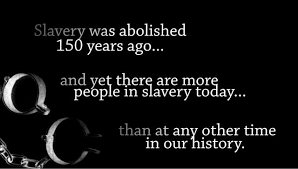 Slavery was abolished
150 years ago...
and yet there are more
people in slavery today...
than at any other time
in our history.